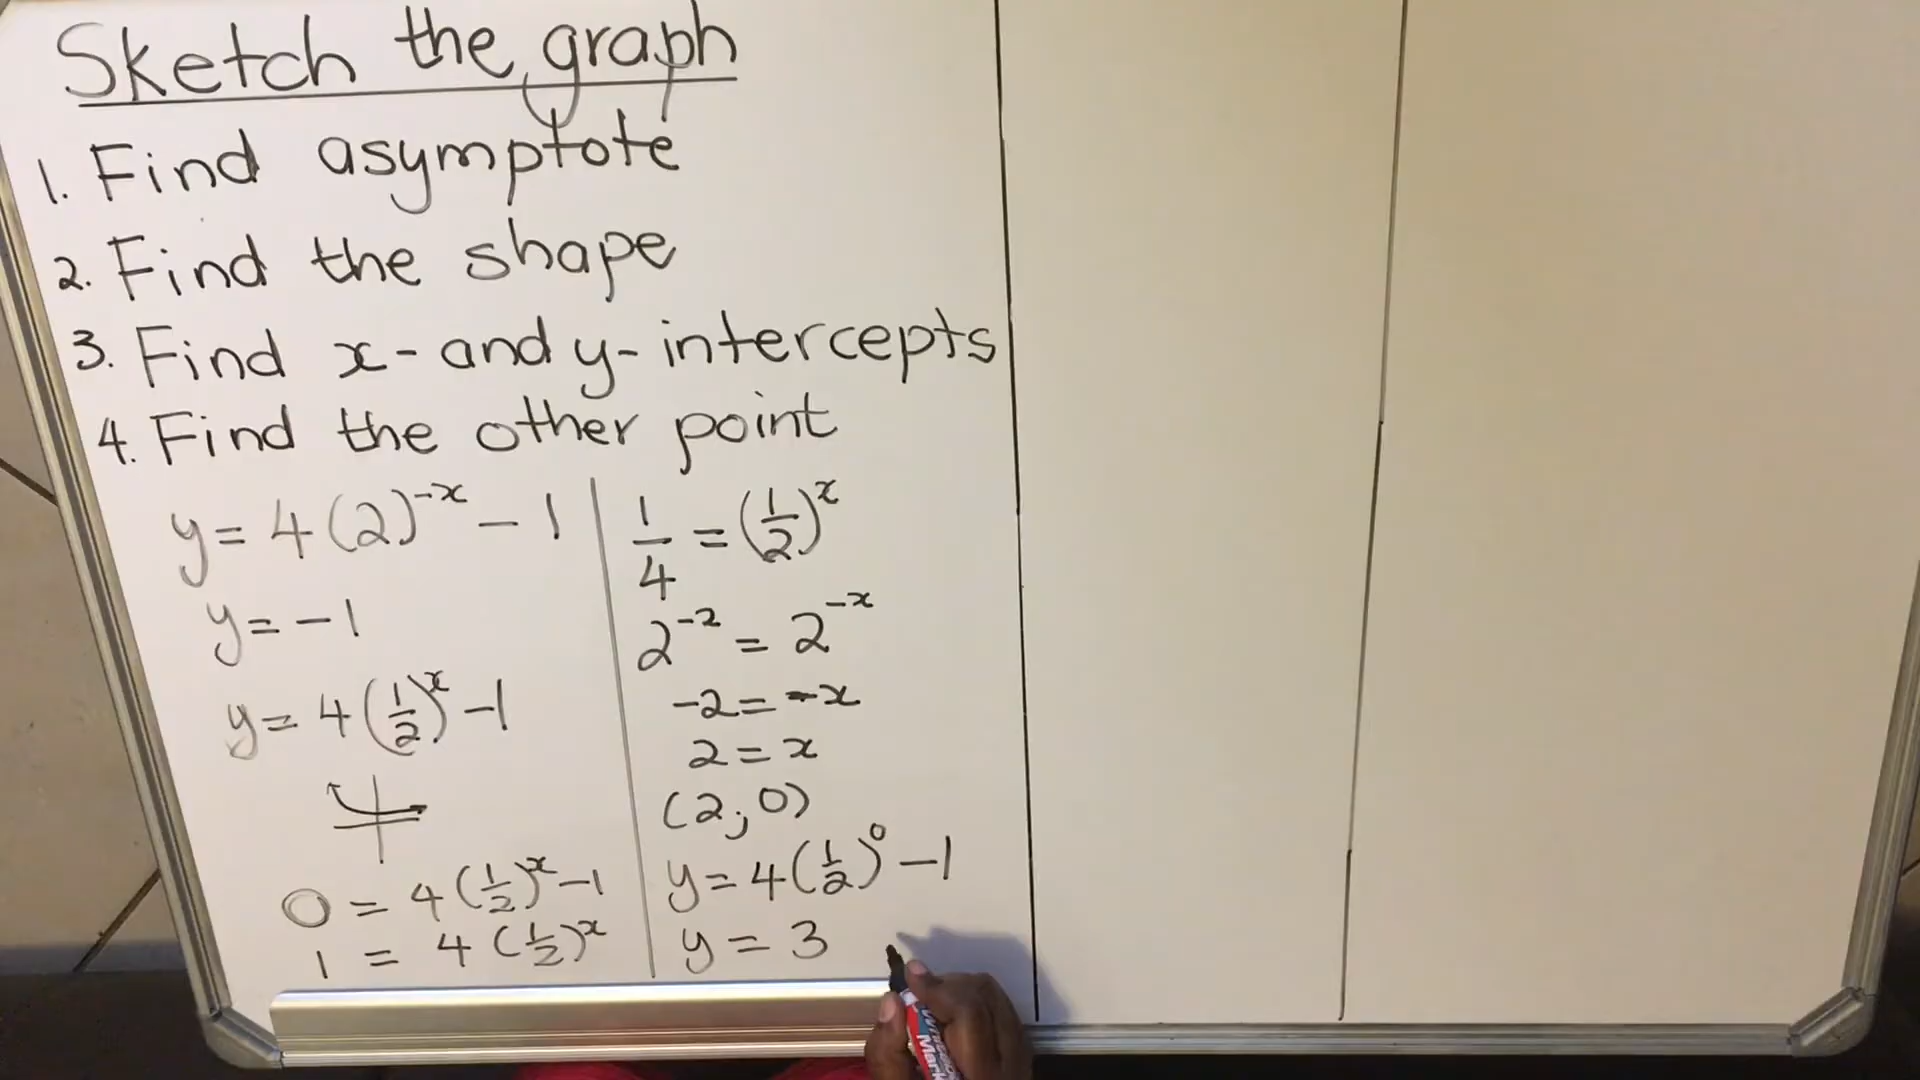 Sketch the graph
1. Find asymptote
2. Find the shape
3. Find x- and y- intercepts
4. Find the other point
y = 4(2)^-x - 1
y = -1
y = 4(1/2)^x - 1
0 = 4(1/2)^x - 1
1 = 4(1/2)^x
1/4 = (1/2)^x
2^-2 = 2^-x
-2 = -x
2 = x
(2; 0)
y = 4(1/2)^0 - 1
y = 3